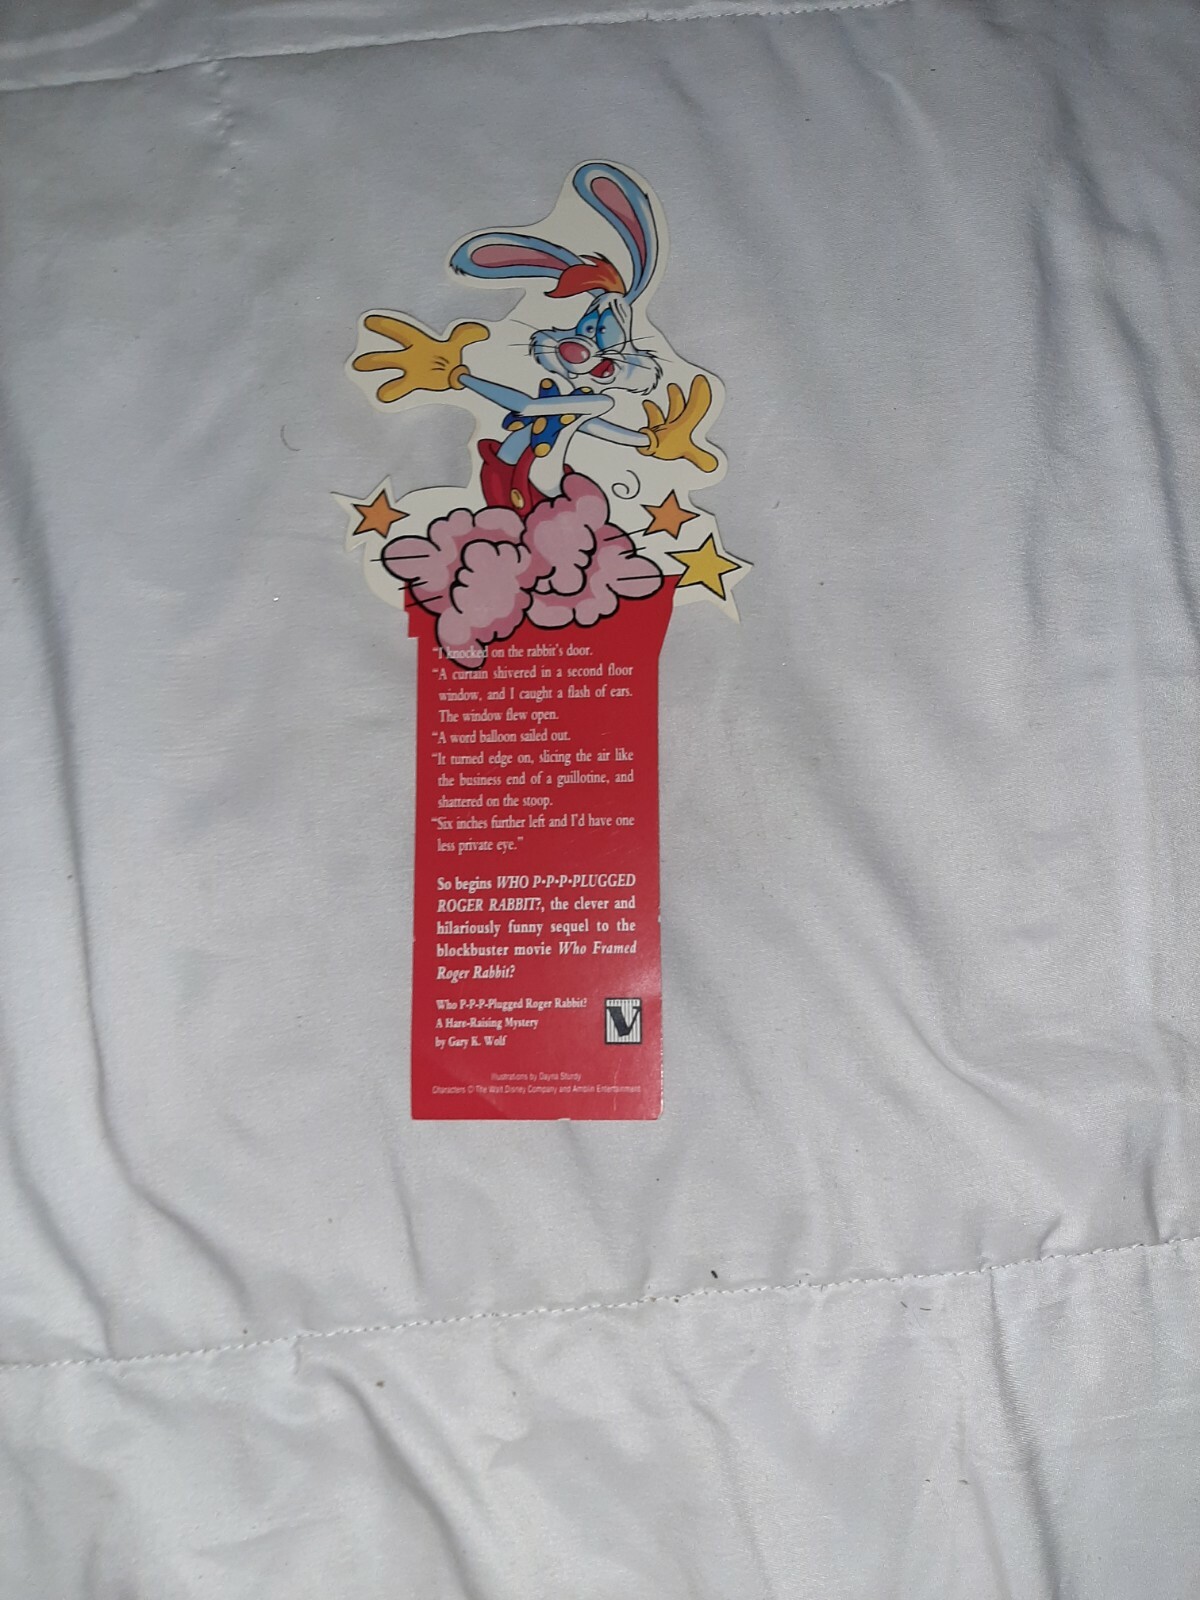 “I knocked on the rabbit's door.
“A curtain shivered in a second floor
window, and I caught a flash of ears.
The window flew open.
“A word balloon sailed out.
“It turned edge on, slicing the air like
the business end of a guillotine, and
shattered on the stoop.
“Six inches further left and I'd have one
less private eye.”
So begins WHO P•P•P•PLUGGED
ROGER RABBIT?, the clever and
hilariously funny sequel to the
blockbuster movie Who Framed
Roger Rabbit?
Who P-P-P-Plugged Roger Rabbit?
A Hare-Raising Mystery
by Gary K. Wolf
V
Illustrations by Dayna Sturdy
Characters © The Walt Disney Company and Amblin Entertainment